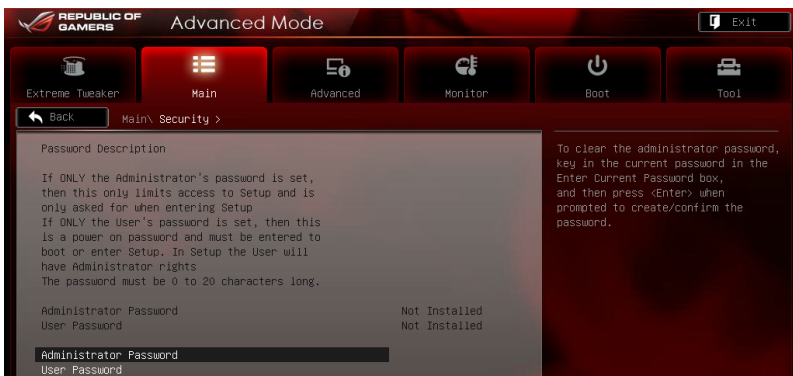 REPUBLIC OF
GAMERS
Advanced Mode
Exit
Extreme Tweaker
Main
Advanced
Monitor
Boot
Tool
Back
Main\ Security >
Password Description
If ONLY the Administrator's password is set,
then this only limits access to Setup and is
only asked for when entering Setup
If ONLY the User's password is set, then this
is a power on password and must be entered to
boot or enter Setup. In Setup the User will
have Administrator rights
The password must be 0 to 20 characters long.
Administrator Password Not Installed
User Password Not Installed
Administrator Password
User Password
To clear the administrator password,
key in the current password in the
Enter Current Password box,
and then press <Enter> when
prompted to create/confirm the
password.